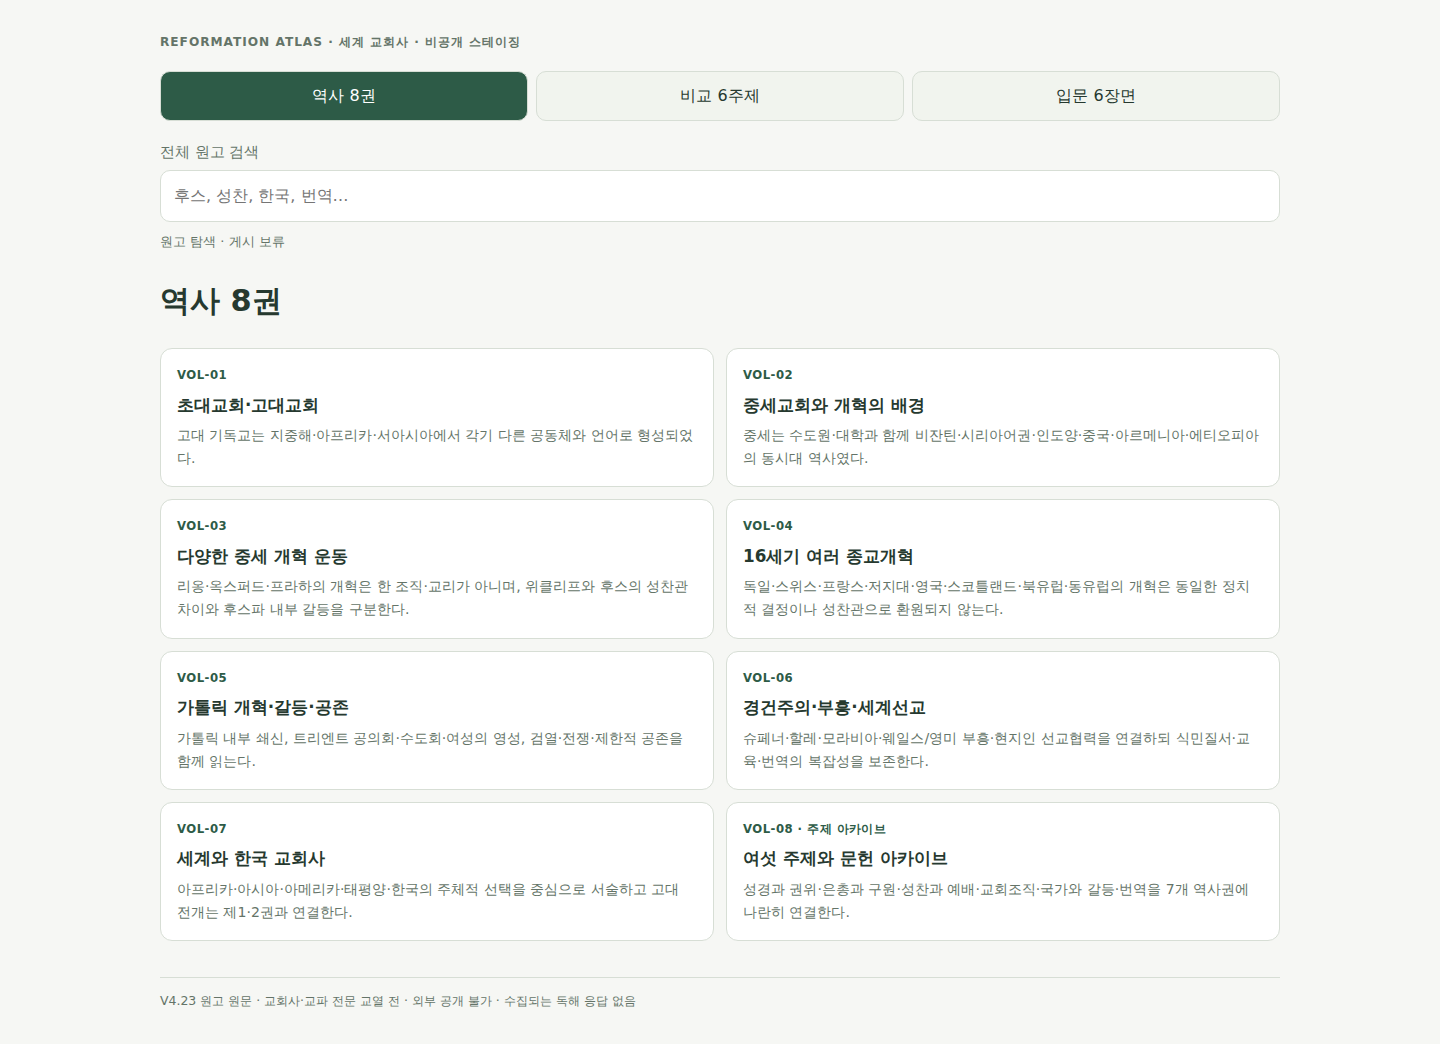 REFORMATION ATLAS · 세계 교회사 · 비공개 스테이징
역사 8권
비교 6주제
입문 6장면
전체 원고 검색
후스, 성찬, 한국, 번역…
원고 탐색 · 게시 보류
역사 8권
VOL-01
초대교회·고대교회
고대 기독교는 지중해·아프리카·서아시아에서 각기 다른 공동체와 언어로 형성되었
다.
VOL-02
중세교회와 개혁의 배경
중세는 수도원·대학과 함께 비잔틴·시리아어권·인도양·중국·아르메니아·에티오피아
의 동시대 역사였다.
VOL-03
다양한 중세 개혁 운동
리옹·옥스퍼드·프라하의 개혁은 한 조직·교리가 아니며, 위클리프와 후스의 성찬관
차이와 후스파 내부 갈등을 구분한다.
VOL-04
16세기 여러 종교개혁
독일·스위스·프랑스·저지대·영국·스코틀랜드·북유럽·동유럽의 개혁은 동일한 정치
적 결정이나 성찬관으로 환원되지 않는다.
VOL-05
가톨릭 개혁·갈등·공존
가톨릭 내부 쇄신, 트리엔트 공의회·수도회·여성의 영성, 검열·전쟁·제한적 공존을
함께 읽는다.
VOL-06
경건주의·부흥·세계선교
슈페너·할레·모라비아·웨일스/영미 부흥·현지인 선교협력을 연결하되 식민질서·교
육·번역의 복잡성을 보존한다.
VOL-07
세계와 한국 교회사
아프리카·아시아·아메리카·태평양·한국의 주체적 선택을 중심으로 서술하고 고대
전개는 제1·2권과 연결한다.
VOL-08 · 주제 아카이브
여섯 주제와 문헌 아카이브
성경과 권위·은총과 구원·성찬과 예배·교회조직·국가와 갈등·번역을 7개 역사권에
나란히 연결한다.
V4.23 원고 원문 · 교회사·교파 전문 교열 전 · 외부 공개 불가 · 수집되는 독해 응답 없음